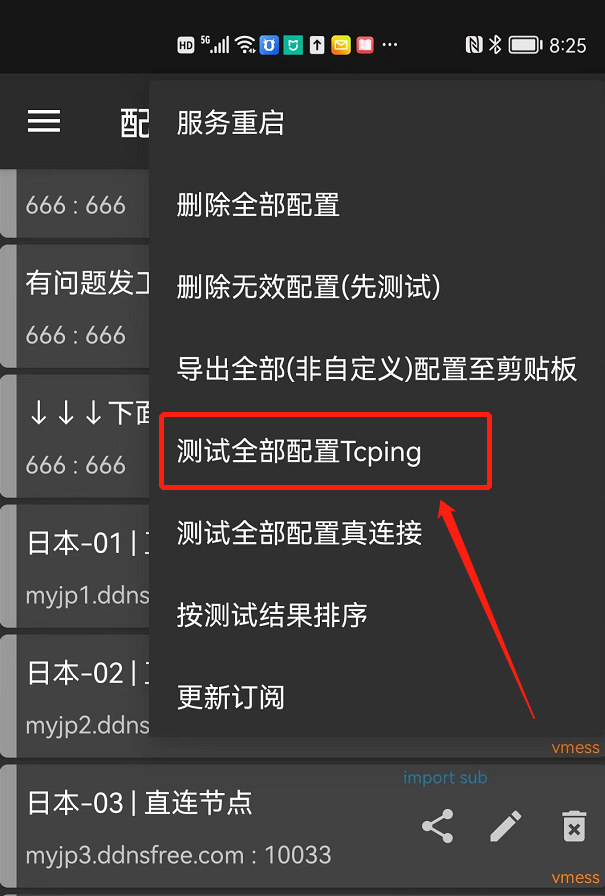 HD 5G 8:25
配
服务重启
666 : 666
删除全部配置
有问题发工
删除无效配置(先测试)
666 : 666
导出全部(非自定义)配置至剪贴板
↓↓↓下面
测试全部配置Tcping
666 : 666
日本-01 |
测试全部配置真连接
myjp1.ddns
按测试结果排序
日本-02 |
更新订阅
myjp2.ddns
vmess
import sub
日本-03 | 直连节点
myjp3.ddnsfree.com : 10033
vmess